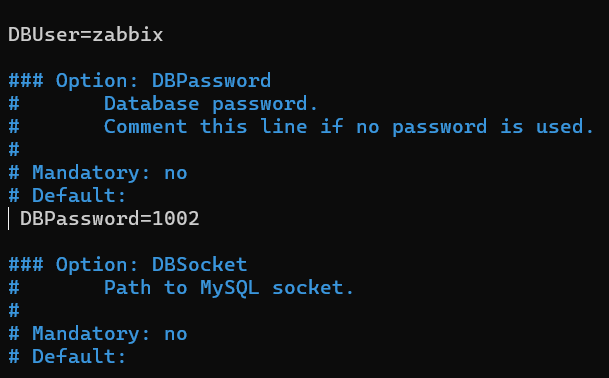 DBUser=zabbix
### Option: DBPassword
#       Database password.
#       Comment this line if no password is used.
#
# Mandatory: no
# Default:
 DBPassword=1002
### Option: DBSocket
#       Path to MySQL socket.
#
# Mandatory: no
# Default: